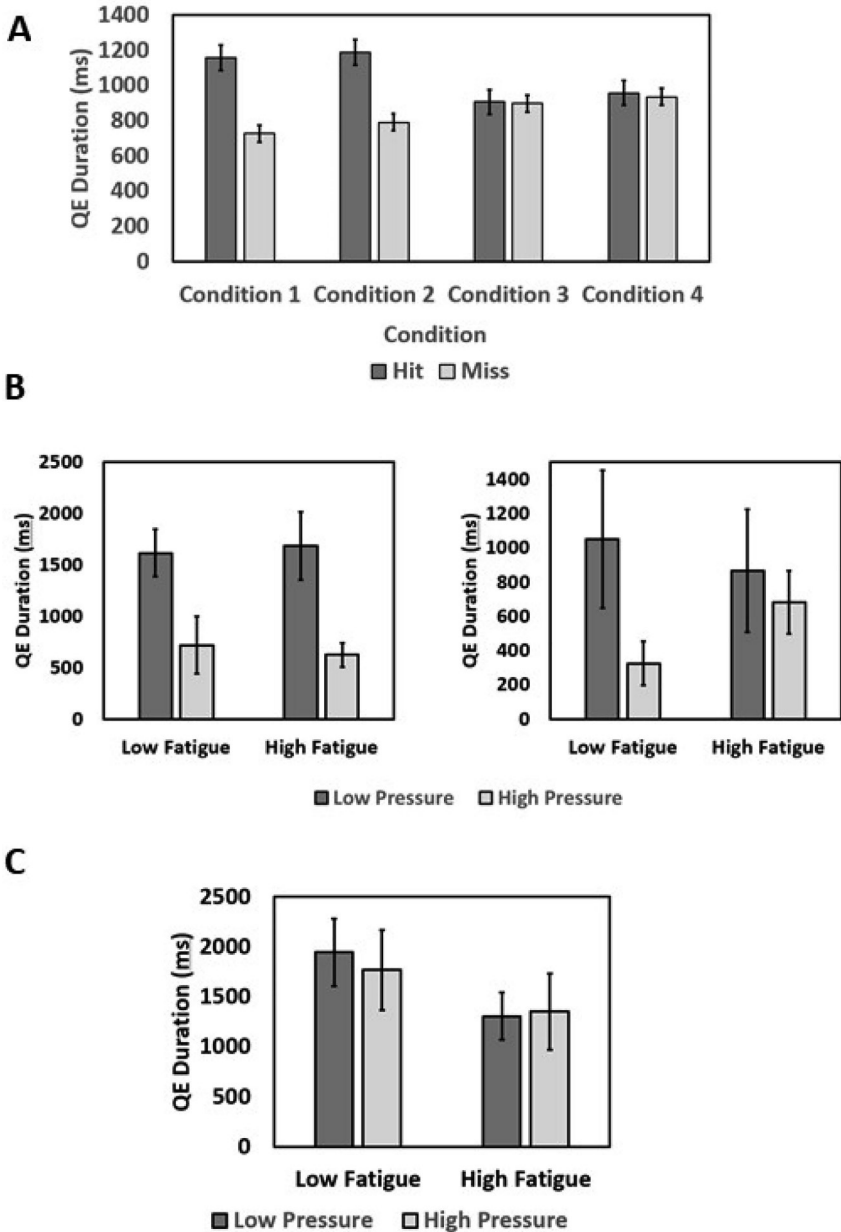 A
QE Duration (ms)
1400
1200
1000
800
600
400
200
0
Condition 1 Condition 2 Condition 3 Condition 4
Condition
Hit Miss
B
QE Duration (ms)
2500
2000
1500
1000
500
0
Low Fatigue High Fatigue
QE Duration (ms)
1400
1200
1000
800
600
400
200
0
Low Fatigue High Fatigue
Low Pressure High Pressure
C
QE Duration (ms)
2500
2000
1500
1000
500
0
Low Fatigue High Fatigue
Low Pressure High Pressure